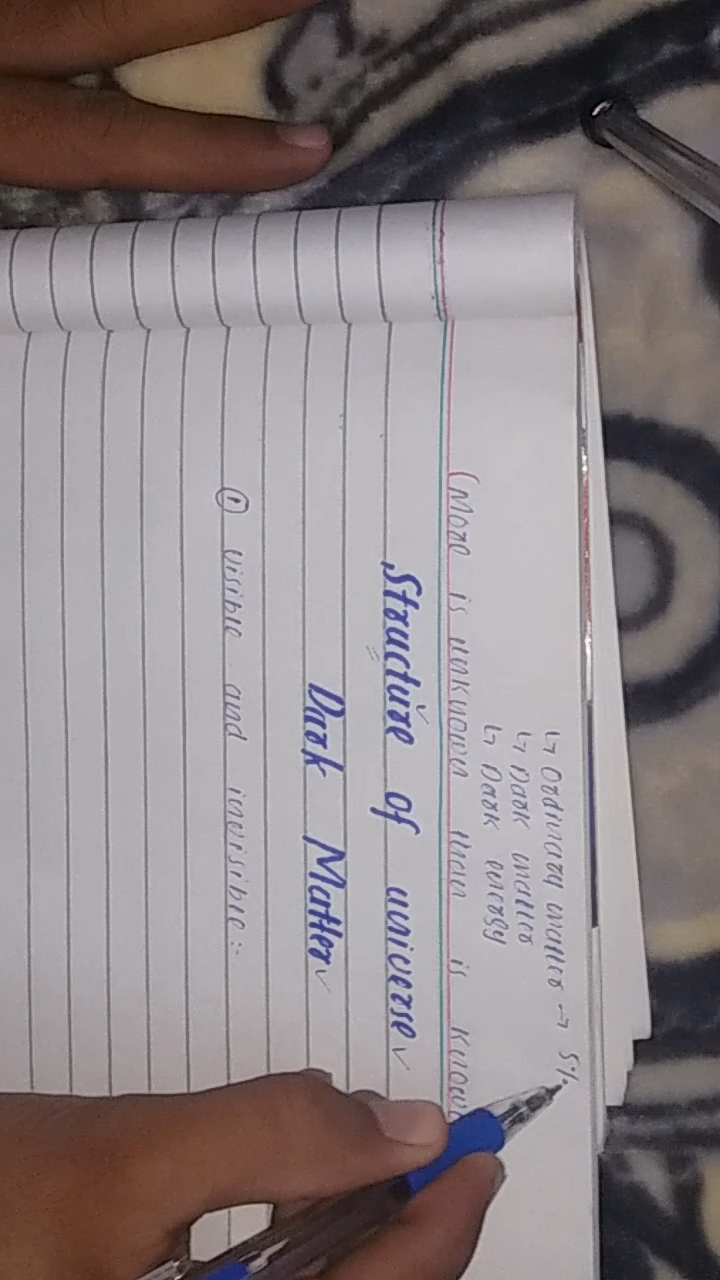 ↳ Ordinary matter → 5%
↳ Dark matter
↳ Dark energy
(More is unknown than is known
Structure of universe
Dark Matter
① visible and invisible:-